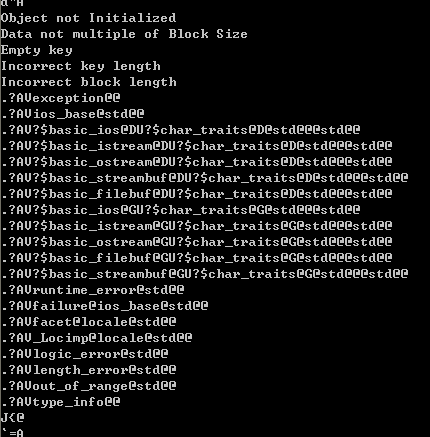 d^A
Object not Initialized
Data not multiple of Block Size
Empty key
Incorrect key length
Incorrect block length
.?AVexception@@
.?AVios_base@std@@
.?AV?$basic_ios@DU?$char_traits@D@std@@@std@@
.?AV?$basic_istream@DU?$char_traits@D@std@@@std@@
.?AV?$basic_ostream@DU?$char_traits@D@std@@@std@@
.?AV?$basic_streambuf@DU?$char_traits@D@std@@@std@@
.?AV?$basic_filebuf@DU?$char_traits@D@std@@@std@@
.?AV?$basic_ios@GU?$char_traits@G@std@@@std@@
.?AV?$basic_istream@GU?$char_traits@G@std@@@std@@
.?AV?$basic_ostream@GU?$char_traits@G@std@@@std@@
.?AV?$basic_filebuf@GU?$char_traits@G@std@@@std@@
.?AV?$basic_streambuf@GU?$char_traits@G@std@@@std@@
.?AVruntime_error@std@@
.?AVfailure@ios_base@std@@
.?AVfacet@locale@std@@
.?AV_Locimp@locale@std@@
.?AVlogic_error@std@@
.?AVlength_error@std@@
.?AVout_of_range@std@@
.?AVtype_info@@
J<@
`=A